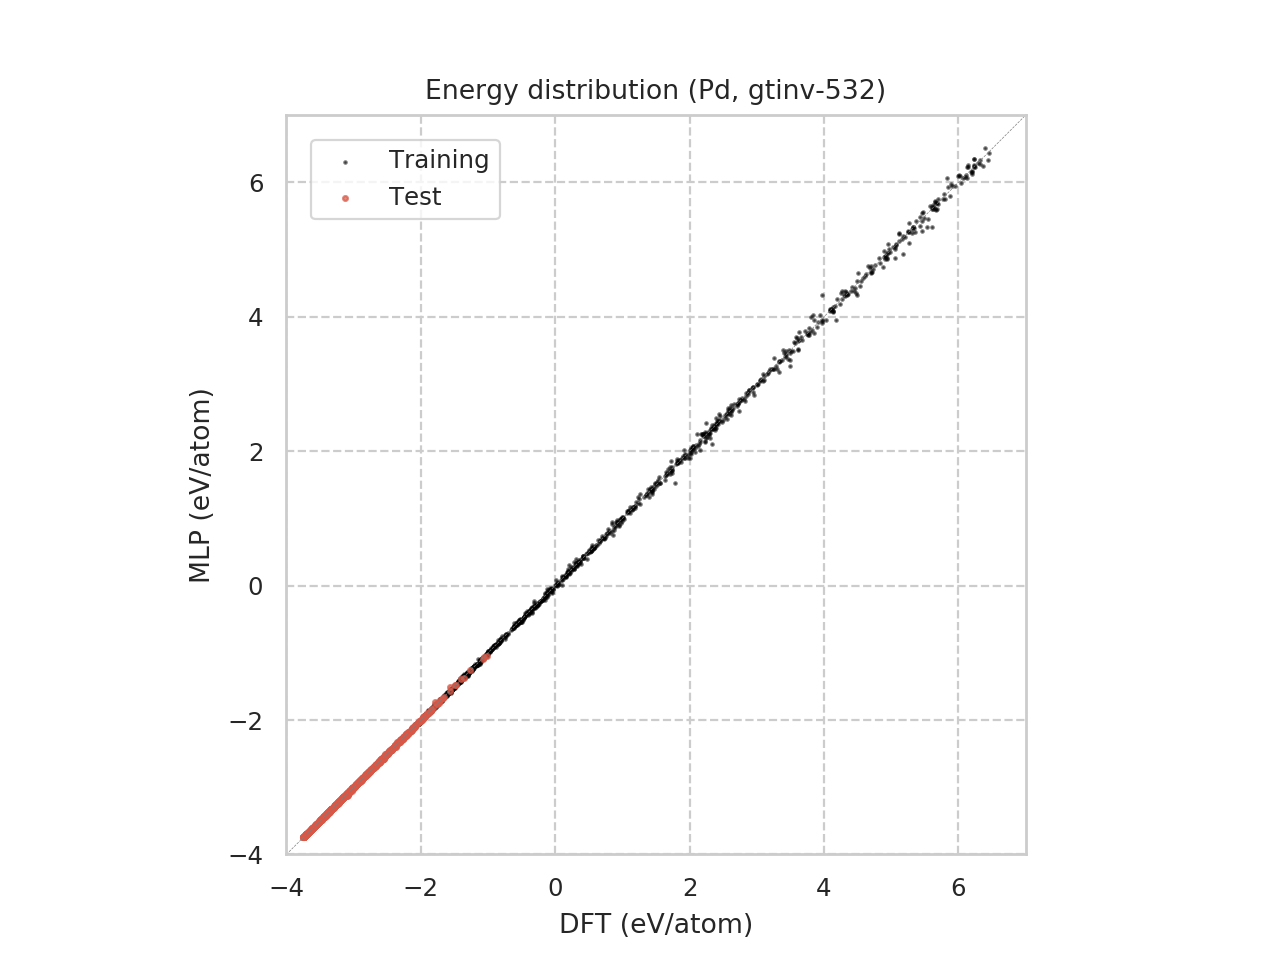 Energy distribution (Pd, gtinv-532)
Training
Test
6
4
2
0
−2
−4
MLP (eV/atom)
−4 −2 0 2 4 6
DFT (eV/atom)